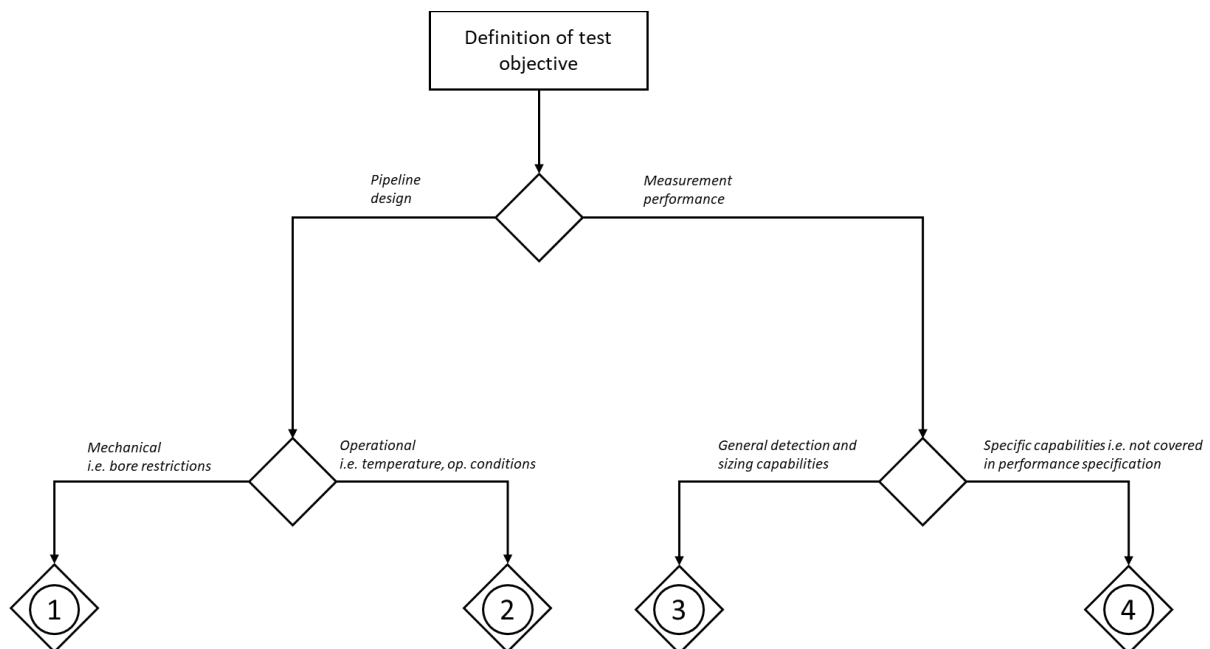 Definition of test
objective
Pipeline
design
Measurement
performance
Mechanical
i.e. bore restrictions
Operational
i.e. temperature, op. conditions
General detection and
sizing capabilities
Specific capabilities i.e. not covered
in performance specification
1
2
3
4